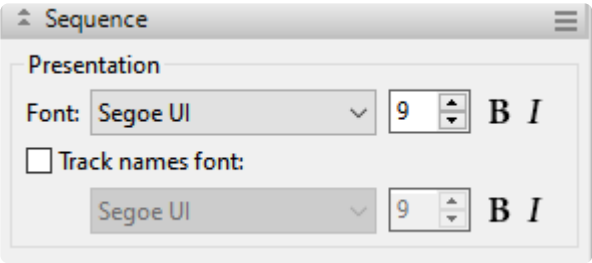 Sequence
Presentation
Font: Segoe UI 9 B I
Track names font:
Segoe UI 9 B I